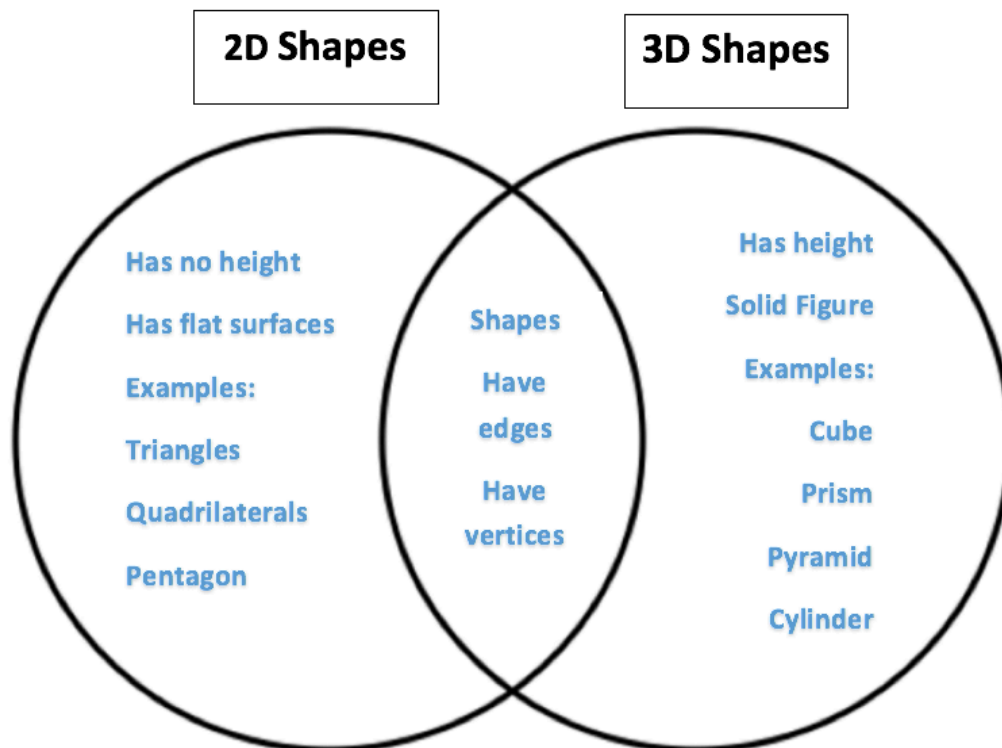 2D Shapes
3D Shapes
Has no height
Has flat surfaces
Examples:
Triangles
Quadrilaterals
Pentagon
Shapes
Have
edges
Have
vertices
Has height
Solid Figure
Examples:
Cube
Prism
Pyramid
Cylinder